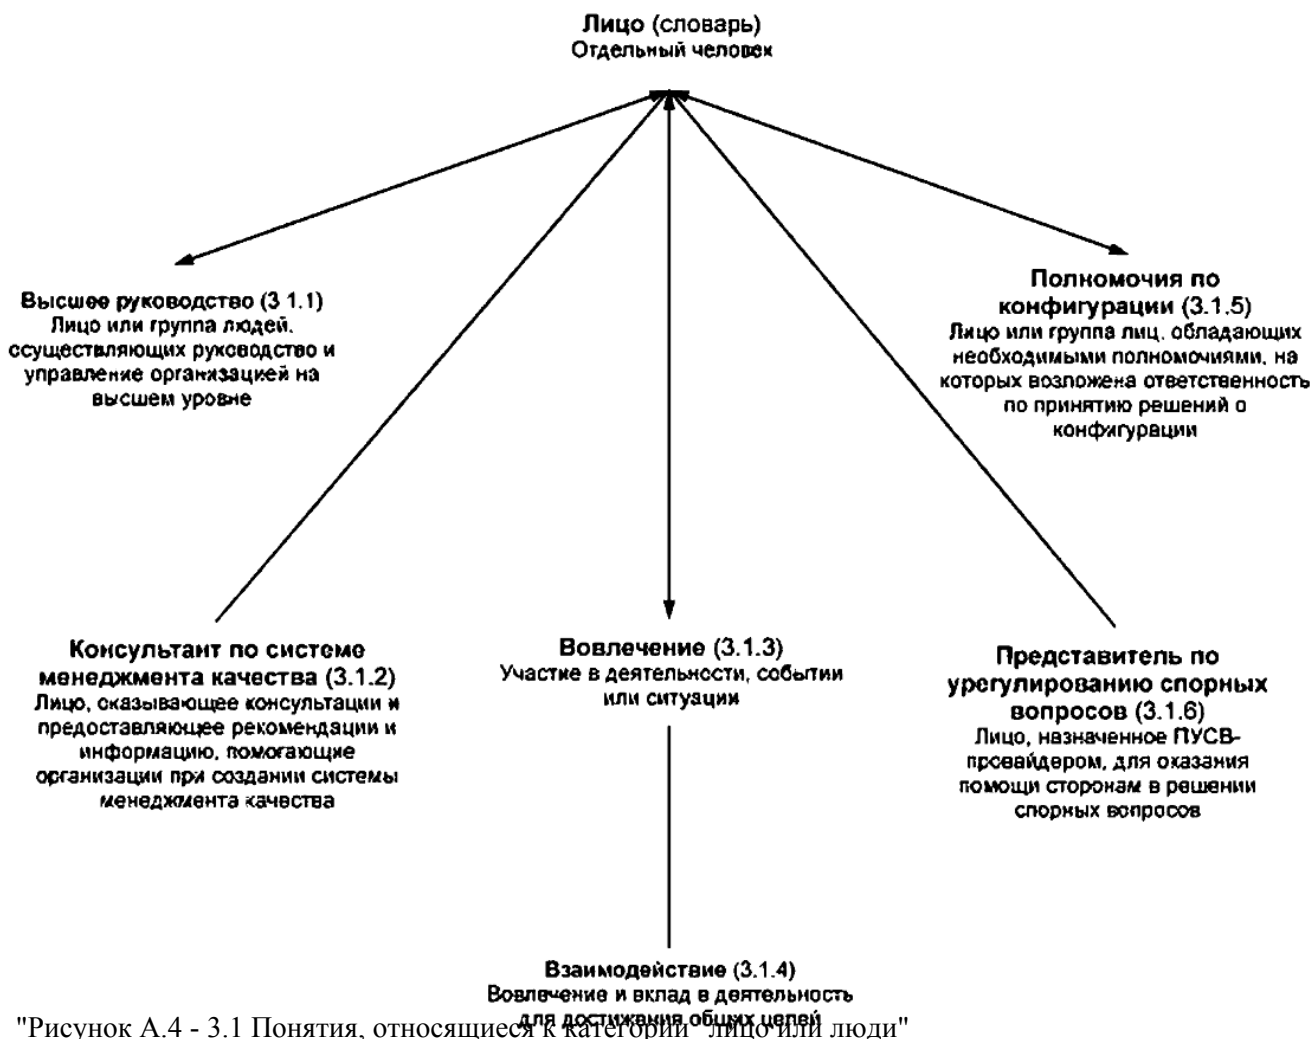 Лицо (словарь)
Отдельный человек
Высшее руководство (3.1.1)
Лицо или группа людей,
осуществляющих руководство и
управление организацией на
высшем уровне
Полномочия по
конфигурации (3.1.5)
Лицо или группа лиц, обладающих
необходимыми полномочиями, на
которых возложена ответственность
по принятию решений о
конфигурации
Консультант по системе
менеджмента качества (3.1.2)
Лицо, оказывающее консультации и
предоставляющее рекомендации и
информацию, помогающие
организации при создании системы
менеджмента качества
Вовлечение (3.1.3)
Участие в деятельности, событии
или ситуации
Представитель по
урегулированию спорных
вопросов (3.1.6)
Лицо, назначенное ПУСВ-
провайдером, для оказания
помощи сторонам в решении
спорных вопросов
Взаимодействие (3.1.4)
Вовлечение и вклад в деятельность
для достижения общих целей
"Рисунок А.4 - 3.1 Понятия, относящиеся к категории "лицо или люди"